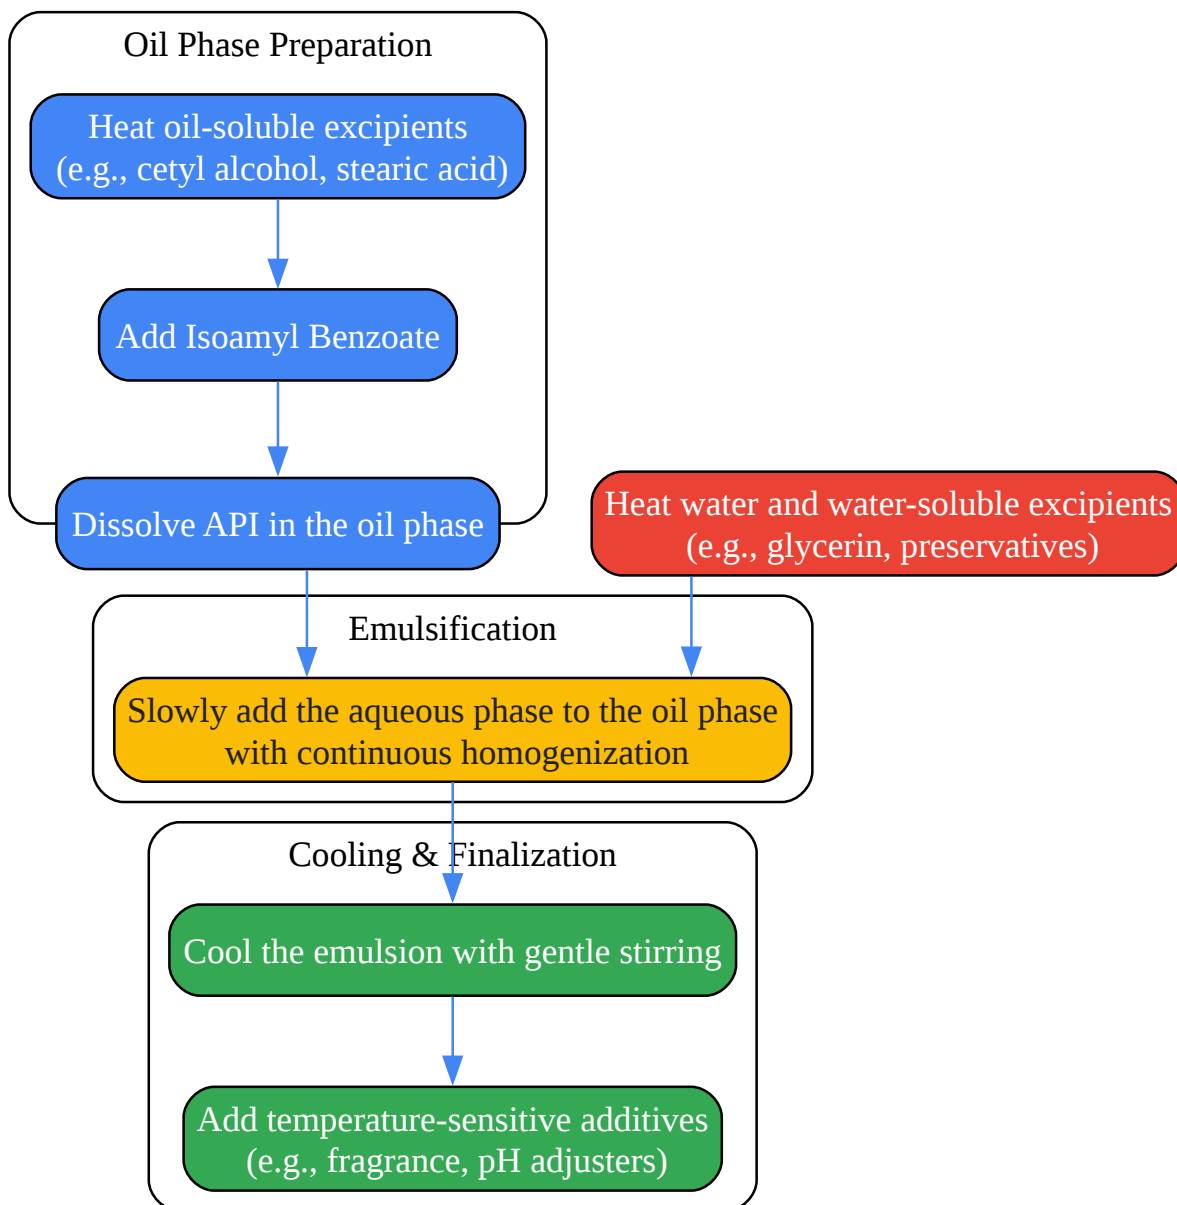 Oil Phase Preparation
Heat oil-soluble excipients
(e.g., cetyl alcohol, stearic acid)
Add Isoamyl Benzoate
Dissolve API in the oil phase
Heat water and water-soluble excipients
(e.g., glycerin, preservatives)
Emulsification
Slowly add the aqueous phase to the oil phase
with continuous homogenization
Cooling & Finalization
Cool the emulsion with gentle stirring
Add temperature-sensitive additives
(e.g., fragrance, pH adjusters)